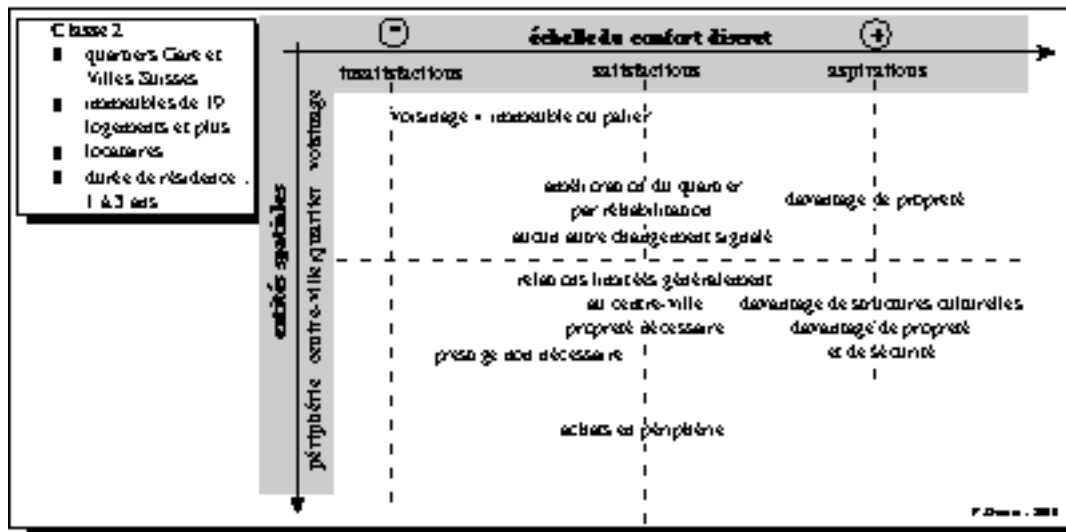 Classe 2
■ quartiers Gare et
Villes Suisses
■ immeubles de 19
logements et plus
■ locataires
■ durée de résidence :
1 à 3 ans
échelle du confort discret
insatisfactions
satisfactions
aspirations
entités spatiales
voisinage
quartier
centre-ville
périphérie
voisinage = immeuble ou palier
amélioration du quartier
par réhabilitation
aucun autre changement signalé
davantage de propreté
relations limitées généralement
au centre-ville
propreté nécessaire
prestige non nécessaire
davantage de structures culturelles
davantage de propreté
et de sécurité
achats en périphérie